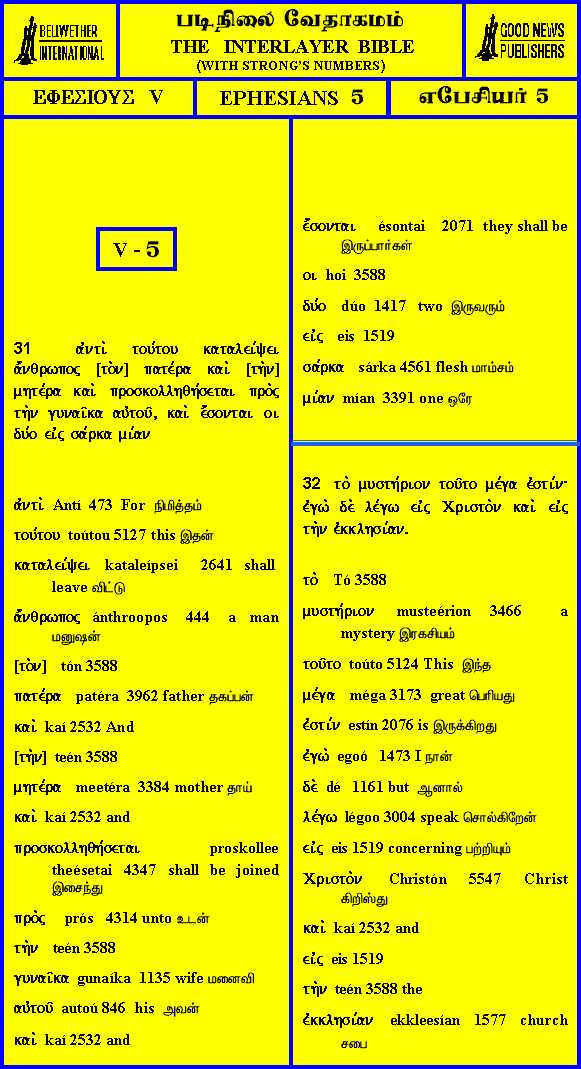 BELLWETHER
INTERNATIONAL
படிநிலை வேதாகமம்
THE INTERLAYER BIBLE
(WITH STRONG'S NUMBERS)
GOOD NEWS
PUBLISHERS
ΕΦΕΣΙΟΥΣ V
EPHESIANS 5
எபேசியர் 5
V - 5
31 ἀντὶ τούτου καταλείψει
ἄνθρωπος [τὸν] πατέρα καὶ [τὴν]
μητέρα καὶ προσκολληθήσεται πρὸς
τὴν γυναῖκα αὐτοῦ, καὶ ἔσονται οι
δύο εἰς σάρκα μίαν
ἀντὶ Antí 473 For நிமித்தம்
τούτου toútou 5127 this இதன்
καταλείψει kataleípsei 2641 shall
leave விட்டு
ἄνθρωπος ánthroopos 444 a man
மனுஷன்
[τὸν] tón 3588
πατέρα patéra 3962 father தகப்பன்
καὶ kaí 2532 And
[τὴν] teén 3588
μητέρα meetéra 3384 mother தாய்
καὶ kaí 2532 and
προσκολληθήσεται proskollee
theésetai 4347 shall be joined
இசைந்து
πρὸς prós 4314 unto உடன்
τὴν teén 3588
γυναῖκα gunaíka 1135 wife மனைவி
αὐτοῦ autoú 846 his அவன்
καὶ kaí 2532 and
ἔσονται ésontai 2071 they shall be
இருப்பார்கள்
οι hoi 3588
δύο dúo 1417 two இருவரும்
εἰς eis 1519
σάρκα sárka 4561 flesh மாம்சம்
μίαν mían 3391 one ஒரே
32 τὸ μυστήριον τοῦτο μέγα ἐστίν·
ἐγὼ δὲ λέγω εἰς Χριστὸν καὶ εἰς
τὴν ἐκκλησίαν.
τὸ Tó 3588
μυστήριον musteérion 3466 a
mystery இரகசியம்
τοῦτο toúto 5124 This இந்த
μέγα méga 3173 great பெரியது
ἐστίν estín 2076 is இருக்கிறது
ἐγὼ egoó 1473 I நான்
δὲ dé 1161 but ஆனால்
λέγω légoo 3004 speak சொல்கிறேன்
εἰς eis 1519 concerning பற்றியும்
Χριστὸν Christón 5547 Christ
கிறிஸ்து
καὶ kaí 2532 and
εἰς eis 1519
τὴν teén 3588 the
ἐκκλησίαν ekkleesían 1577 church
சபை